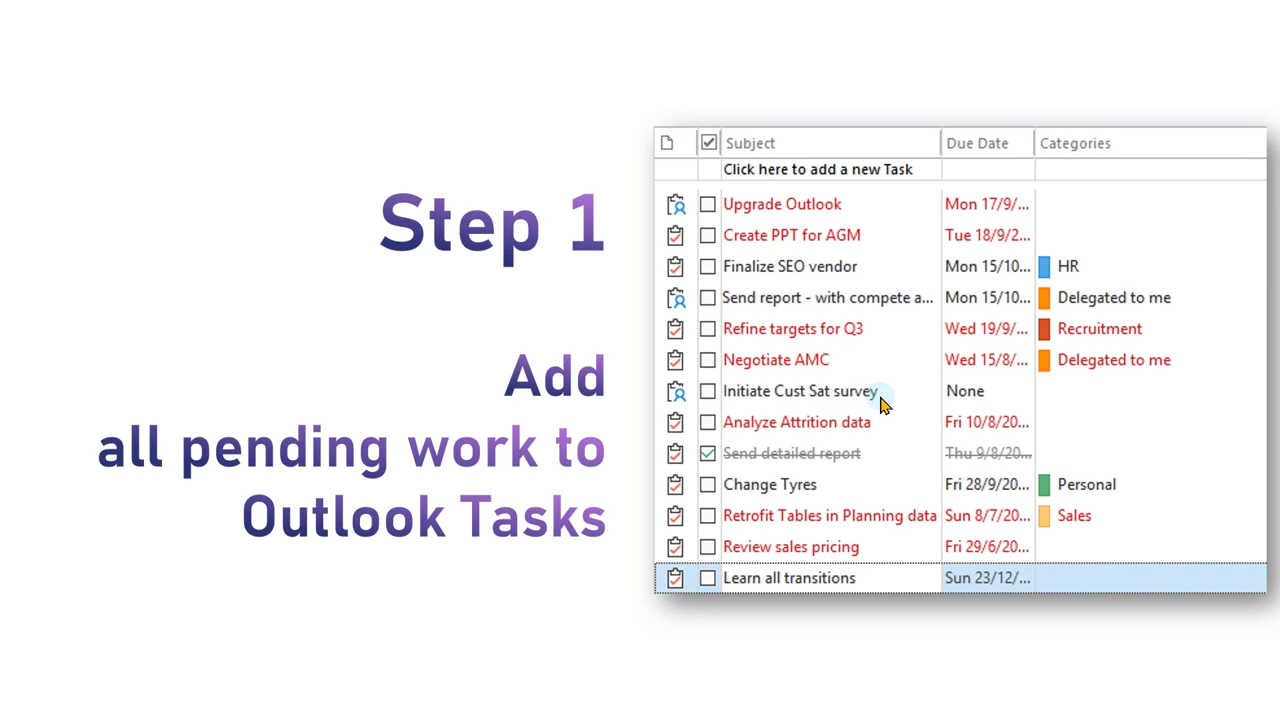 Step 1
Add
all pending work to
Outlook Tasks
Subject Due Date Categories
Click here to add a new Task
Upgrade Outlook Mon 17/9/...
Create PPT for AGM Tue 18/9/2...
Finalize SEO vendor Mon 15/10... HR
Send report - with compete a... Mon 15/10... Delegated to me
Refine targets for Q3 Wed 19/9/... Recruitment
Negotiate AMC Wed 15/8/... Delegated to me
Initiate Cust Sat survey None
Analyze Attrition data Fri 10/8/20...
Send detailed report Thu 9/8/20...
Change Tyres Fri 28/9/20... Personal
Retrofit Tables in Planning data Sun 8/7/20... Sales
Review sales pricing Fri 29/6/20...
Learn all transitions Sun 23/12/...